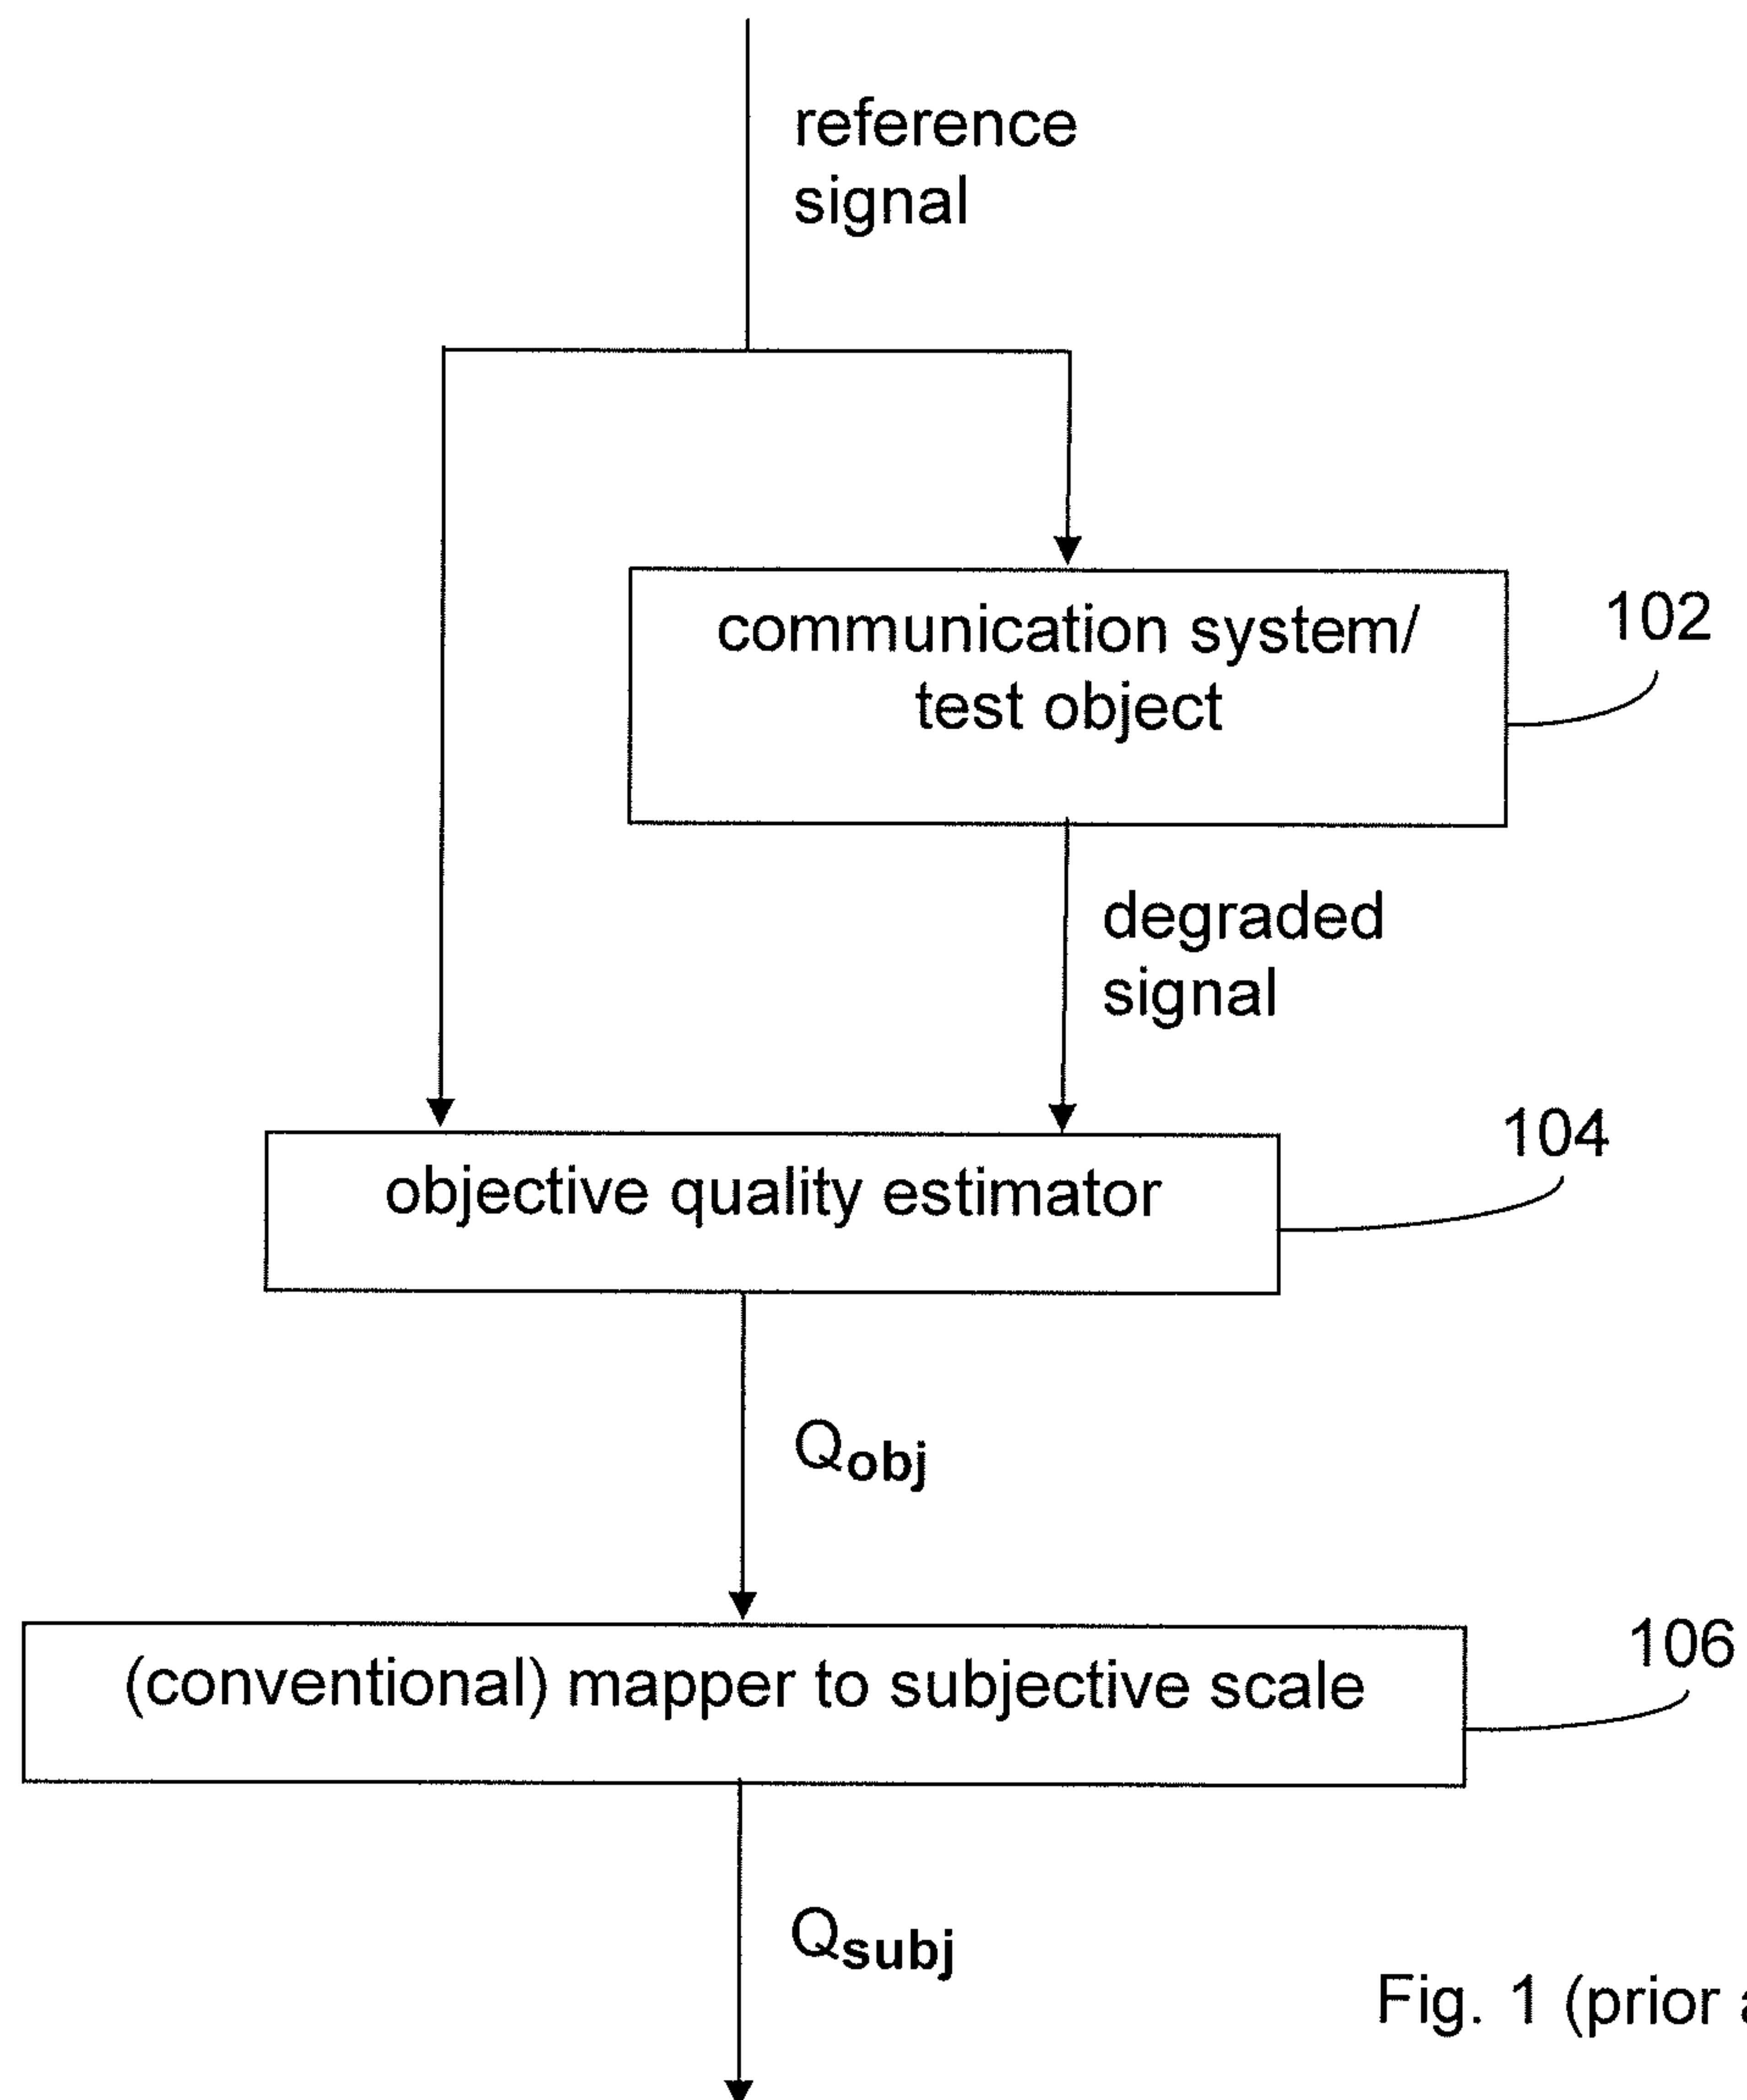 reference
signal
communication system/
test object
102
degraded
signal
objective quality estimator
104
Qobj
(conventional) mapper to subjective scale
106
Qsubj
Fig. 1 (prior